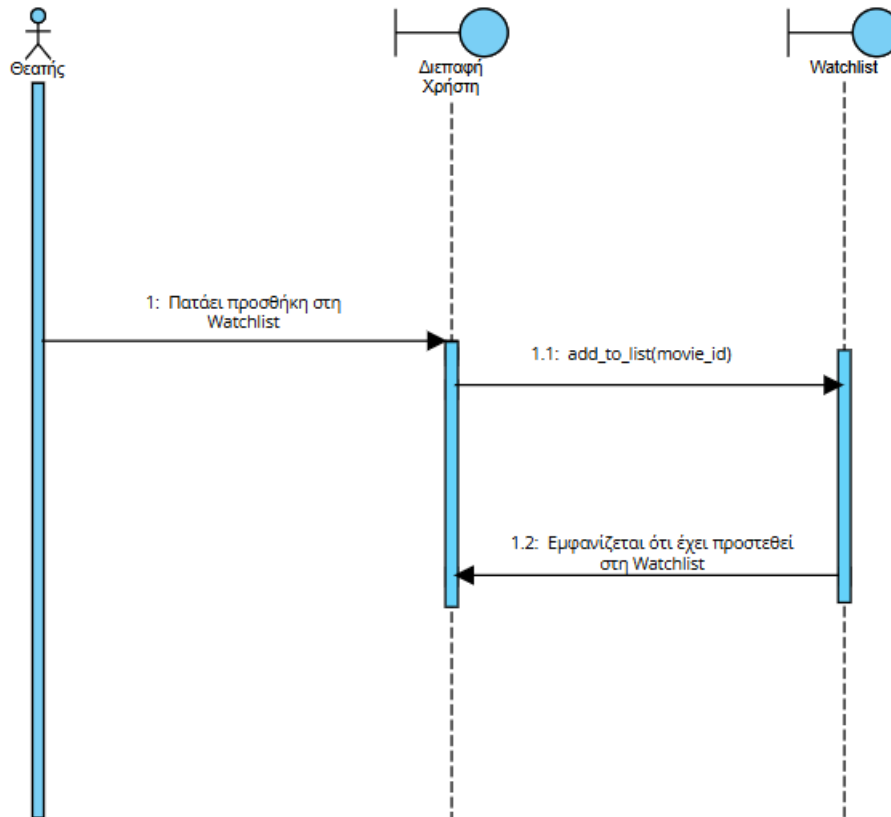 Θεατής
Διεπαφή
Χρήστη
Watchlist
1: Πατάει προσθήκη στη
Watchlist
1.1: add_to_list(movie_id)
1.2: Εμφανίζεται ότι έχει προστεθεί
στη Watchlist